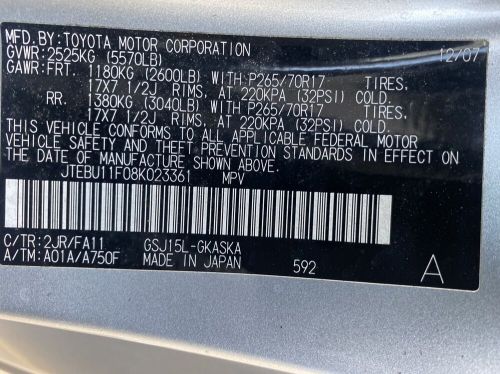 MFD. BY: TOYOTA MOTOR CORPORATION 12/07
GVWR: 2525KG (5570LB)
GAWR: FRT. 1180KG (2600LB) WITH P265/70R17 TIRES,
17X7 1/2J RIMS, AT 220KPA (32PSI) COLD.
RR. 1380KG (3040LB) WITH P265/70R17 TIRES,
17X7 1/2J RIMS, AT 220KPA (32PSI) COLD.
THIS VEHICLE CONFORMS TO ALL APPLICABLE FEDERAL MOTOR
VEHICLE SAFETY AND THEFT PREVENTION STANDARDS IN EFFECT
ON THE DATE OF MANUFACTURE SHOWN ABOVE.
JTEBU11F08K023361 MPV
C/TR: 2JR/FA11 GSJ15L-GKASKA
A/TM: A01A/A750F MADE IN JAPAN 592 A